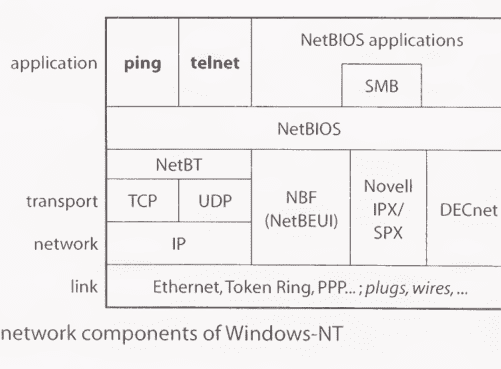 application
ping
telnet
NetBIOS applications
SMB
NetBIOS
NetBT
transport
TCP
UDP
NBF
(NetBEUI)
Novell
IPX/
SPX
DECnet
network
IP
link
Ethernet, Token Ring, PPP... ; plugs, wires, ...
network components of Windows-NT